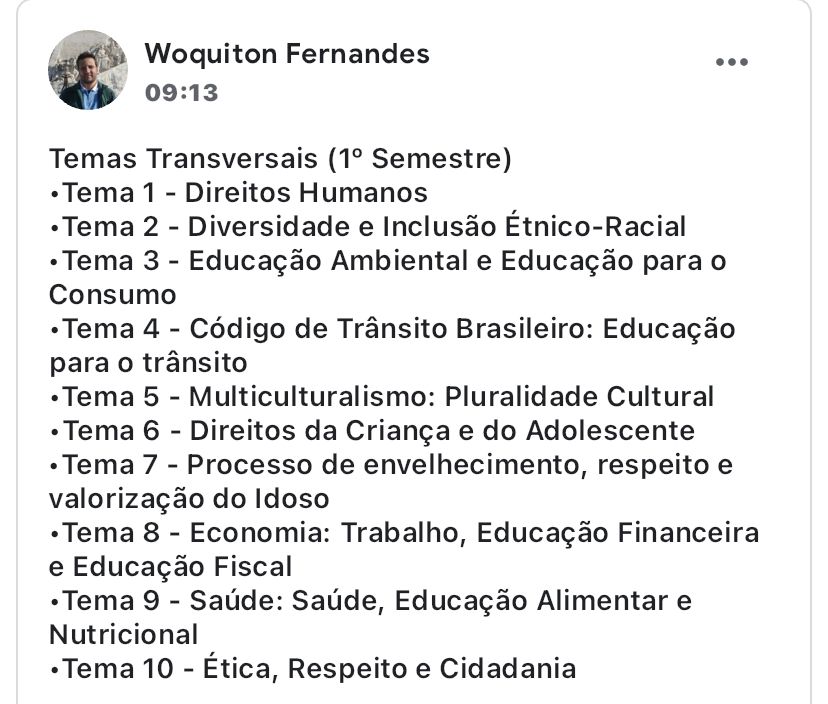 Woquiton Fernandes
09:13
Temas Transversais (1º Semestre)
•Tema 1 - Direitos Humanos
•Tema 2 - Diversidade e Inclusão Étnico-Racial
•Tema 3 - Educação Ambiental e Educação para o
Consumo
•Tema 4 - Código de Trânsito Brasileiro: Educação
para o trânsito
•Tema 5 - Multiculturalismo: Pluralidade Cultural
•Tema 6 - Direitos da Criança e do Adolescente
•Tema 7 - Processo de envelhecimento, respeito e
valorização do Idoso
•Tema 8 - Economia: Trabalho, Educação Financeira
e Educação Fiscal
•Tema 9 - Saúde: Saúde, Educação Alimentar e
Nutricional
•Tema 10 - Ética, Respeito e Cidadania